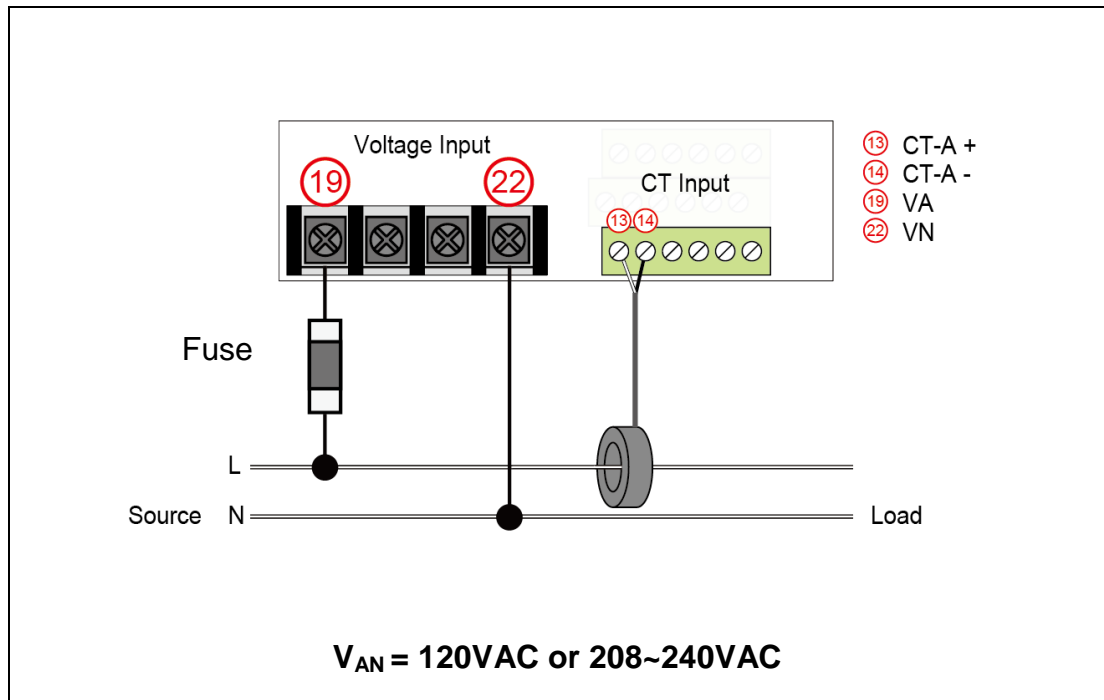 Voltage Input
CT Input
19
22
13 14
13 CT-A +
14 CT-A -
19 VA
22 VN
Fuse
L
Source N
Load
VAN = 120VAC or 208~240VAC